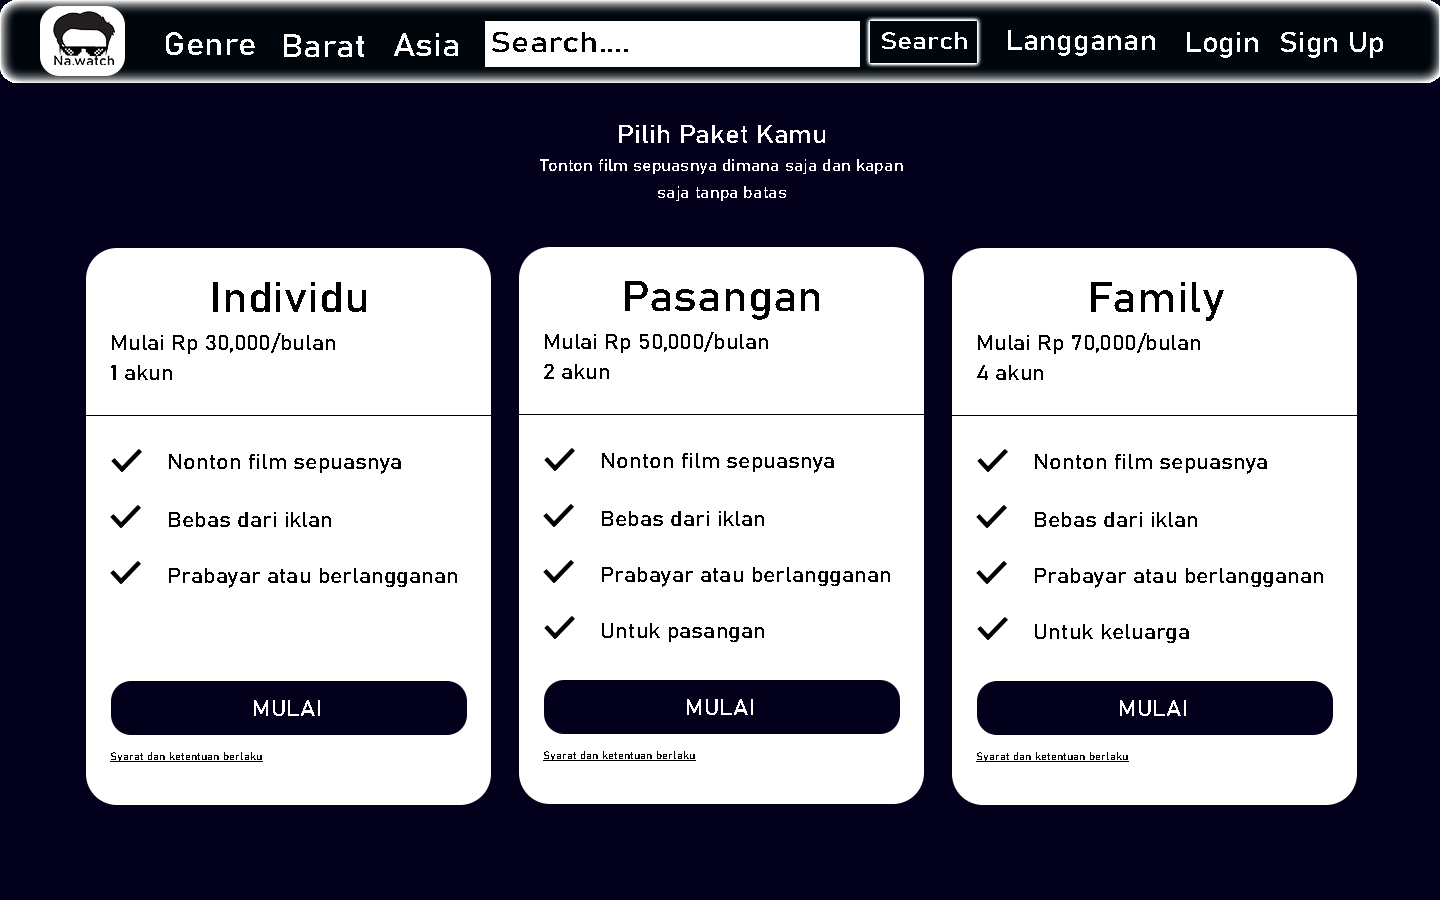 Na.watch
Genre Barat Asia Search.... Search Langganan Login Sign Up
Pilih Paket Kamu
Tonton film sepuasnya dimana saja dan kapan
saja tanpa batas
Individu
Mulai Rp 30,000/bulan
1 akun
Nonton film sepuasnya
Bebas dari iklan
Prabayar atau berlangganan
MULAI
Syarat dan ketentuan berlaku
Pasangan
Mulai Rp 50,000/bulan
2 akun
Nonton film sepuasnya
Bebas dari iklan
Prabayar atau berlangganan
Untuk pasangan
MULAI
Syarat dan ketentuan berlaku
Family
Mulai Rp 70,000/bulan
4 akun
Nonton film sepuasnya
Bebas dari iklan
Prabayar atau berlangganan
Untuk keluarga
MULAI
Syarat dan ketentuan berlaku